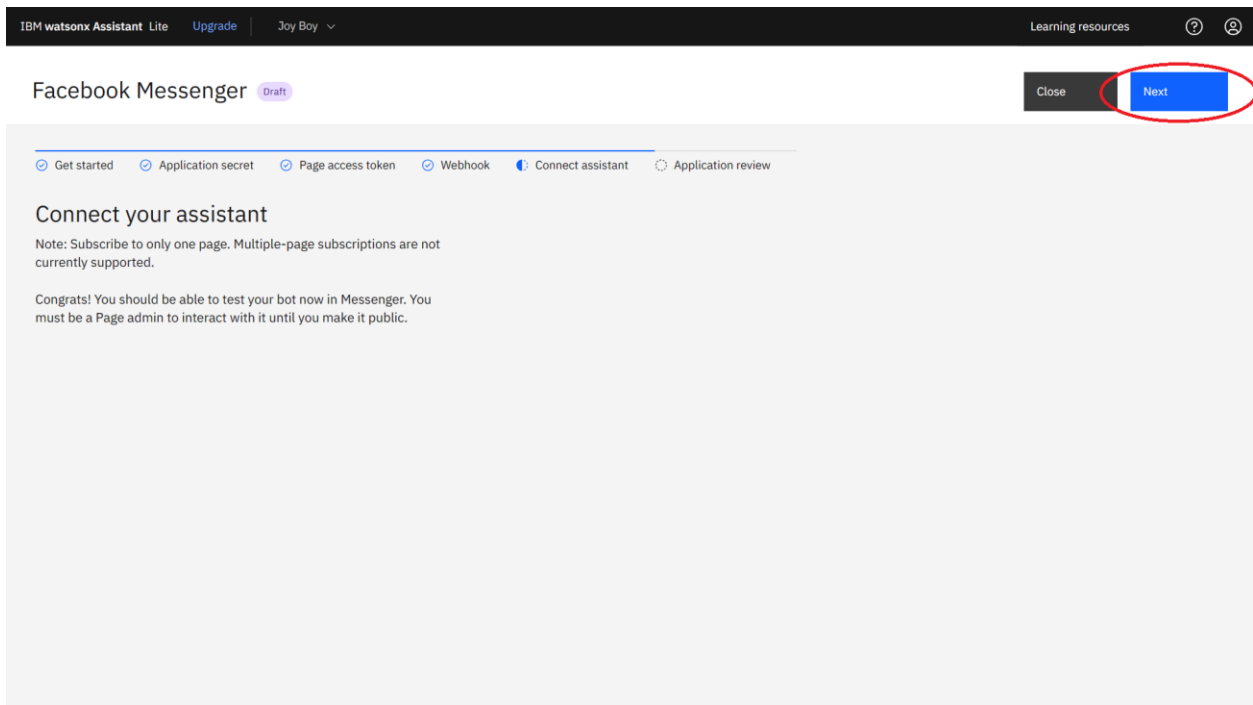 IBM watsonx Assistant Lite Upgrade Joy Boy Learning resources
Facebook Messenger Draft Close Next
Get started Application secret Page access token Webhook Connect assistant Application review
Connect your assistant
Note: Subscribe to only one page. Multiple-page subscriptions are not
currently supported.
Congrats! You should be able to test your bot now in Messenger. You
must be a Page admin to interact with it until you make it public.